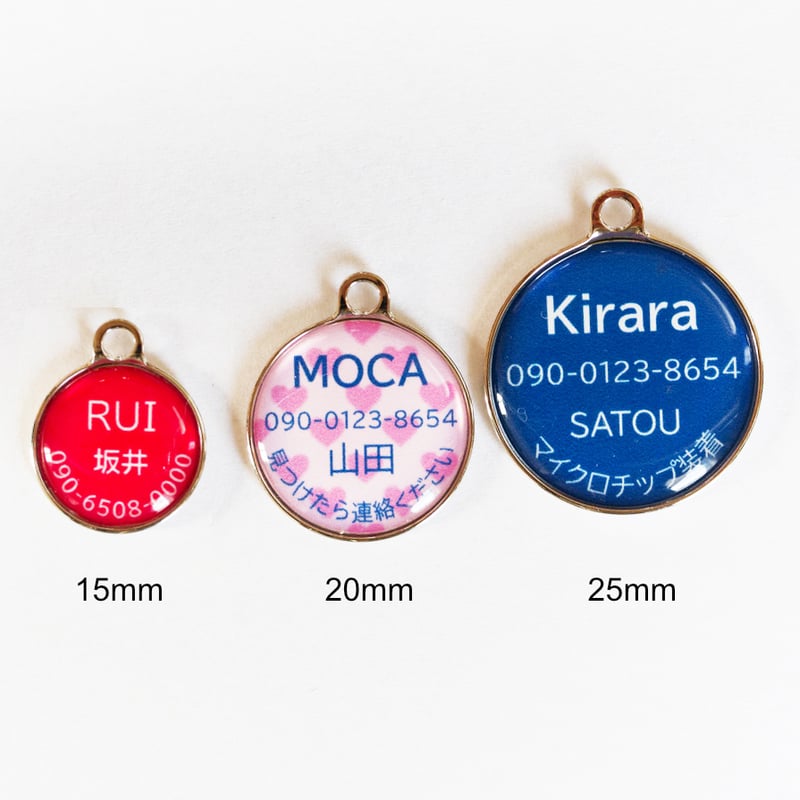 RUI
坂井
090-6508-0000
MOCA
090-0123-8654
山田
見つけたら連絡ください
Kirara
090-0123-8654
SATOU
マイクロチップ装着
15mm
20mm
25mm